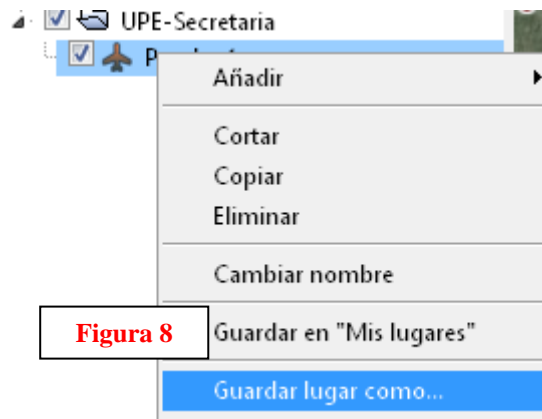 UPE-Secretaria
Añadir
Cortar
Copiar
Eliminar
Cambiar nombre
Figura 8
Guardar en "Mis lugares"
Guardar lugar como...